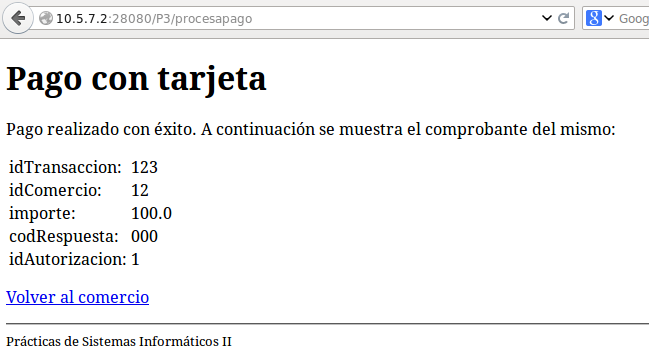 10.5.7.2:28080/P3/procesapago
Goog
Pago con tarjeta
Pago realizado con éxito. A continuación se muestra el comprobante del mismo:
idTransaccion: 123
idComercio: 12
importe: 100.0
codRespuesta: 000
idAutorizacion: 1
Volver al comercio
Prácticas de Sistemas Informáticos II